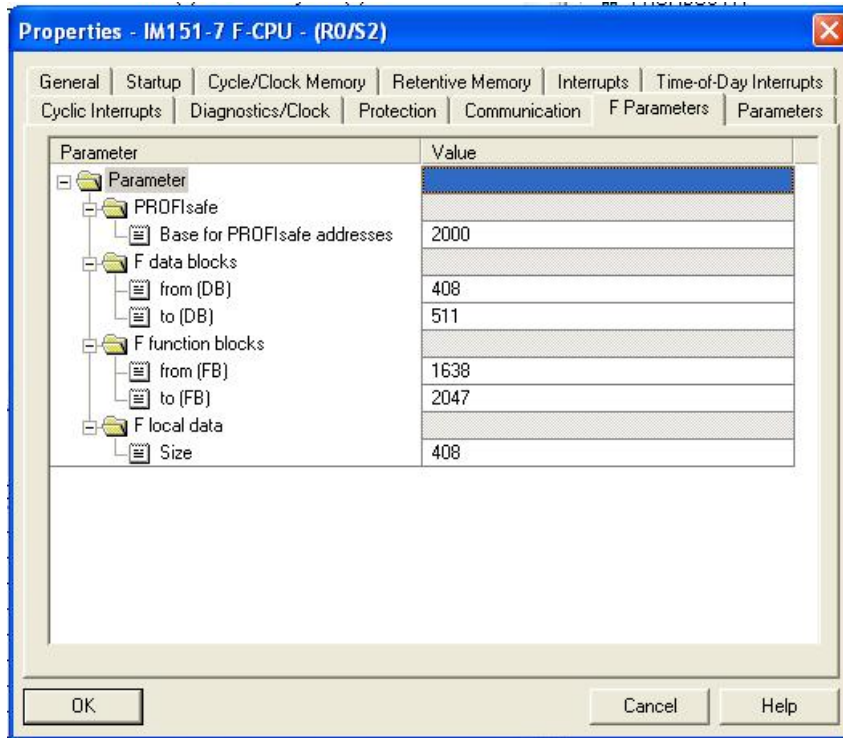 Properties - IM151-7 F-CPU - (R0/S2)
General Startup Cycle/Clock Memory Retentive Memory Interrupts Time-of-Day Interrupts
Cyclic Interrupts Diagnostics/Clock Protection Communication F Parameters Parameters
Parameter Value
Parameter
PROFIsafe
Base for PROFIsafe addresses 2000
F data blocks
from (DB) 408
to (DB) 511
F function blocks
from (FB) 1638
to (FB) 2047
F local data
Size 408
OK Cancel Help